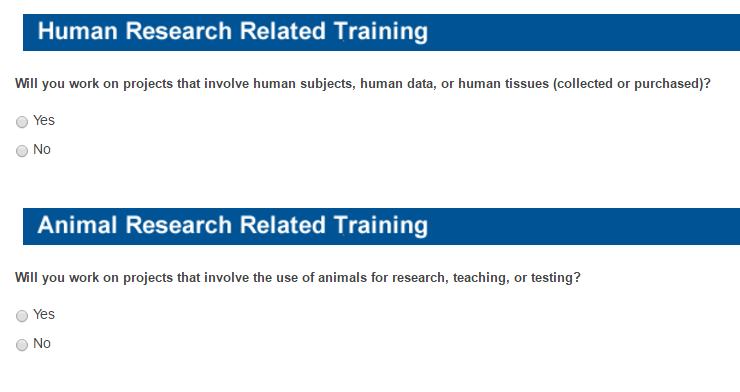 Human Research Related Training
Will you work on projects that involve human subjects, human data, or human tissues (collected or purchased)?
Yes
No
Animal Research Related Training
Will you work on projects that involve the use of animals for research, teaching, or testing?
Yes
No